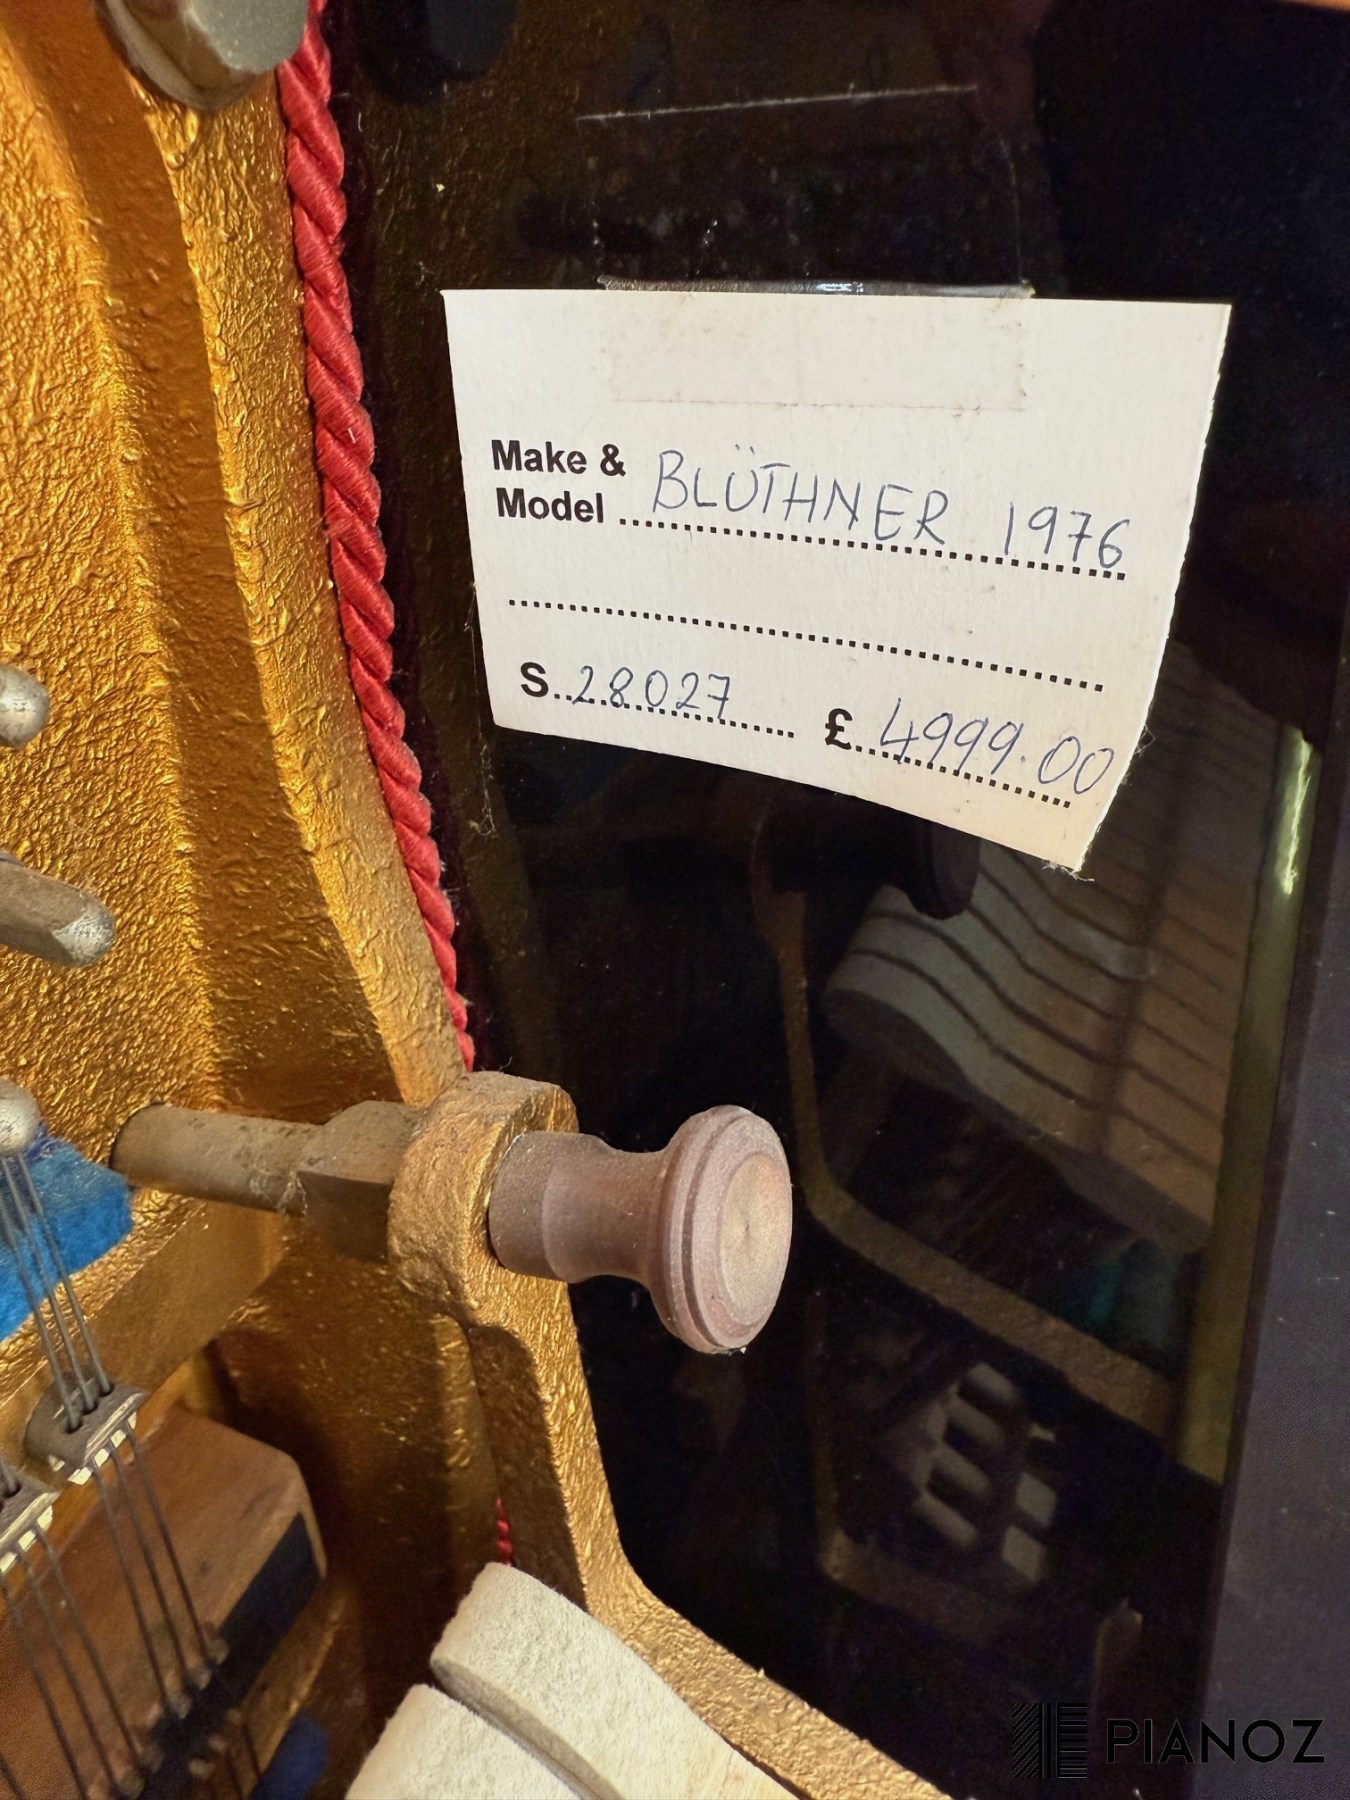 Make &
Model BLÜTHNER 1976
S. 28027 £ 4999.00
PIANOZ